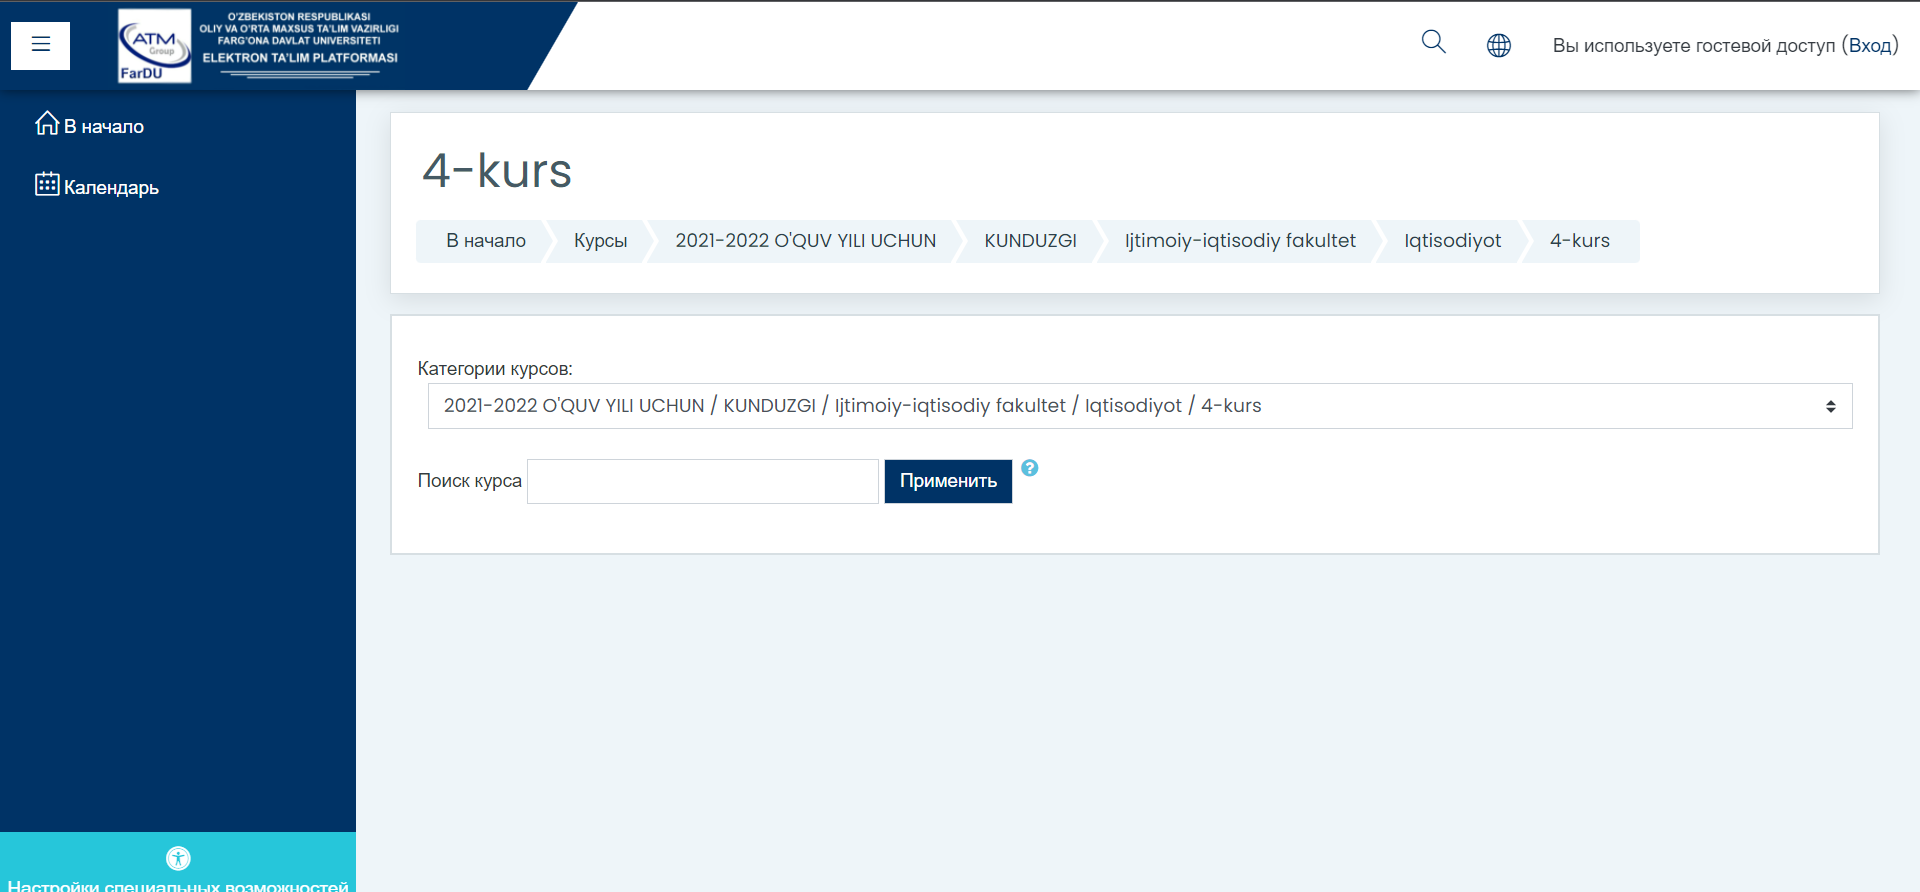 O'ZBEKISTON RESPUBLIKASI
OLIY VA O'RTA MAXSUS TA'LIM VAZIRLIGI
FARG'ONA DAVLAT UNIVERSITETI
ELEKTRON TA'LIM PLATFORMASI
ATM
Group
FarDU
Вы используете гостевой доступ (Вход)
В начало
Календарь
4-kurs
В начало
Курсы
2021-2022 O'QUV YILI UCHUN
KUNDUZGI
Ijtimoiy-iqtisodiy fakultet
Iqtisodiyot
4-kurs
Категории курсов:
2021-2022 O'QUV YILI UCHUN / KUNDUZGI / Ijtimoiy-iqtisodiy fakultet / Iqtisodiyot / 4-kurs
Поиск курса
Применить
?
Настройки специальных возможностей